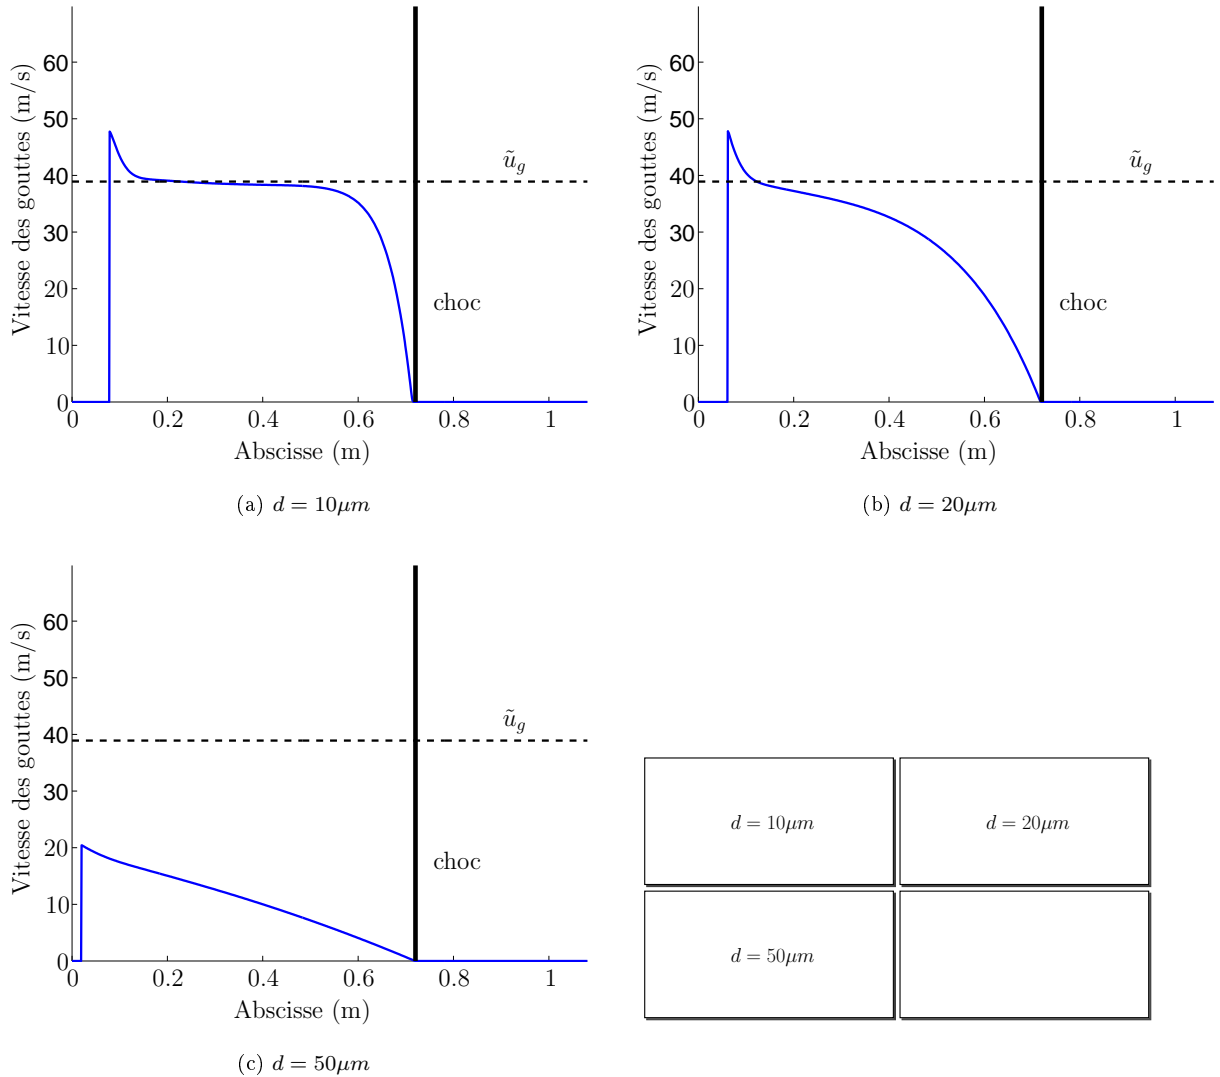 60
50
40
30
20
10
0
Vitesse des gouttes (m/s)
ũ_g
choc
0 0.2 0.4 0.6 0.8 1
Abscisse (m)
(a) d = 10μm
60
50
40
30
20
10
0
Vitesse des gouttes (m/s)
ũ_g
choc
0 0.2 0.4 0.6 0.8 1
Abscisse (m)
(b) d = 20μm
60
50
40
30
20
10
0
Vitesse des gouttes (m/s)
ũ_g
choc
0 0.2 0.4 0.6 0.8 1
Abscisse (m)
(c) d = 50μm
d = 10μm
d = 20μm
d = 50μm